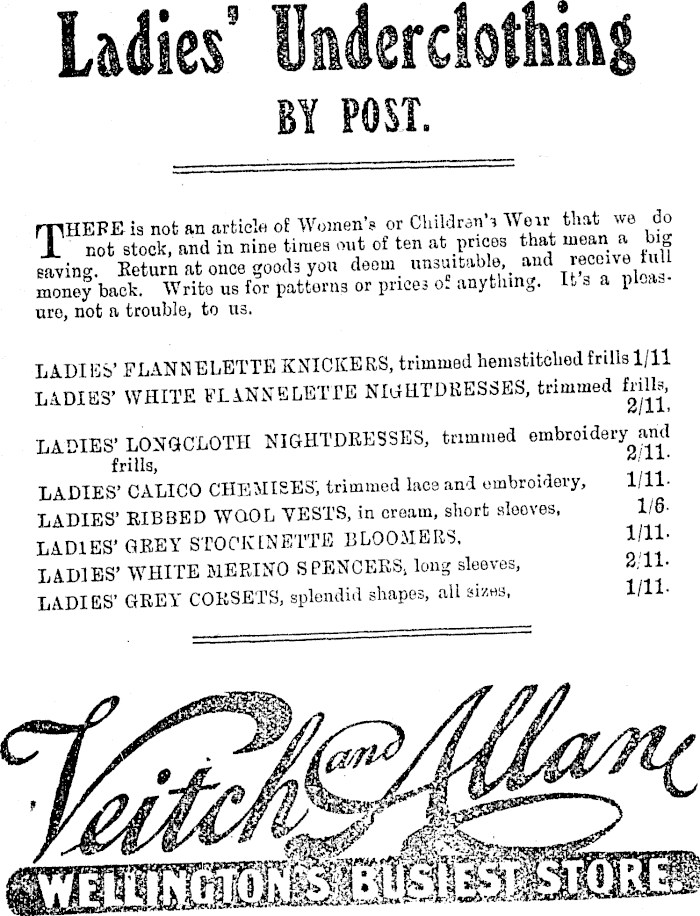 Ladies' Underclothing
BY POST.
THERE is not an article of Women's or Children's Wear that we do
not stock, and in nine times out of ten at prices that mean a big
saving. Return at once goods you deem unsuitable, and receive full
money back. Write us for patterns or prices of anything. It's a pleas-
ure, not a trouble, to us.
LADIES' FLANNELETTE KNICKERS, trimmed hemstitched frills 1/11
LADIES' WHITE FLANNELETTE NIGHTDRESSES, trimmed frills,
2/11.
LADIES' LONGCLOTH NIGHTDRESSES, trimmed embroidery and
frills, 2/11.
LADIES' CALICO CHEMISES, trimmed lace and embroidery, 1/11.
LADIES' RIBBED WOOL VESTS, in cream, short sleeves, 1/6.
LADIES' GREY STOCKINETTE BLOOMERS, 1/11.
LADIES' WHITE MERINO SPENCERS, long sleeves, 2/11.
LADIES' GREY CORSETS, splendid shapes, all sizes, 1/11.
Veitch and Allan
WELLINGTON'S BUSIEST STORE.